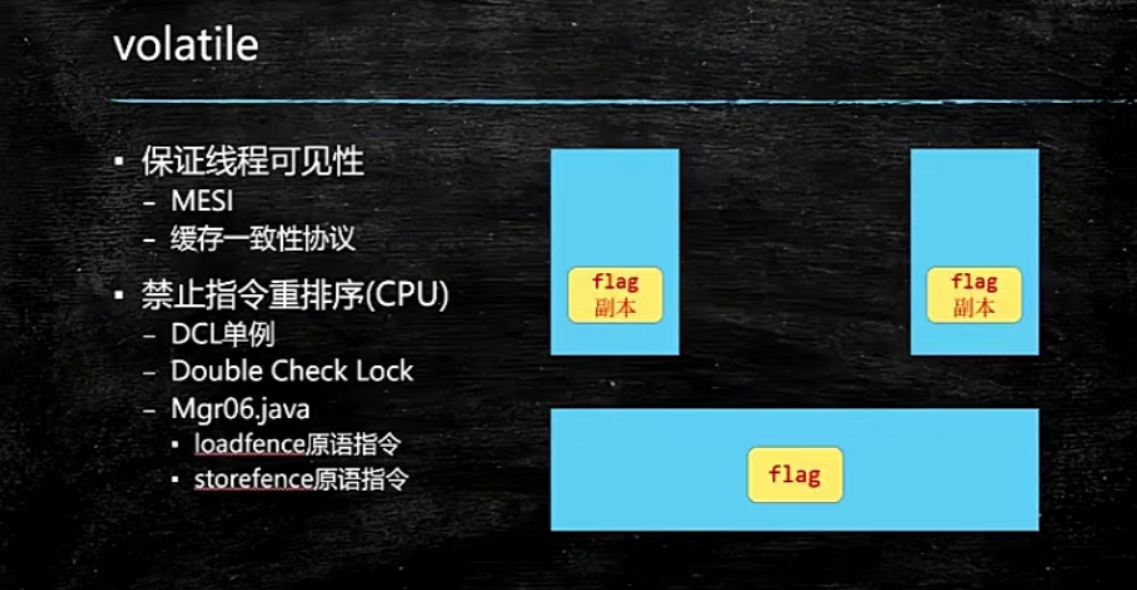 volatile
▪ 保证线程可见性
– MESI
– 缓存一致性协议
▪ 禁止指令重排序(CPU)
– DCL单例
– Double Check Lock
– Mgr06.java
▪ loadfence原语指令
▪ storefence原语指令
flag
副本
flag
副本
flag